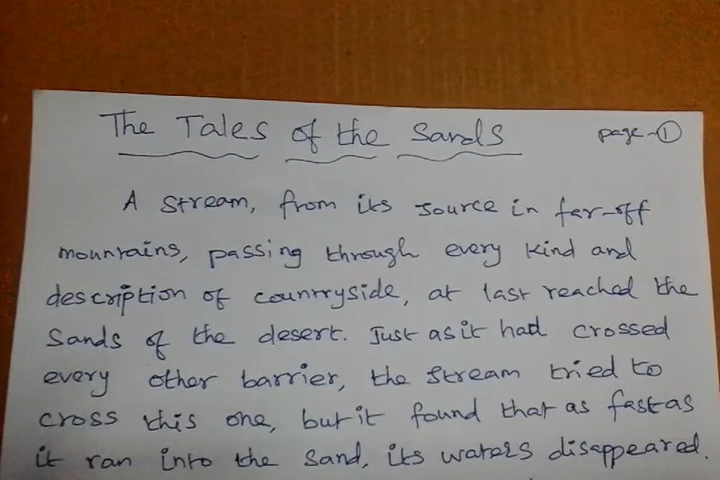 The Tales of the Sands
page-①
A stream, from its source in far-off
mountains, passing through every kind and
description of countryside, at last reached the
Sands of the desert. Just as it had crossed
every other barrier, the stream tried to
cross this one, but it found that as fast as
it ran into the sand, its waters disappeared.